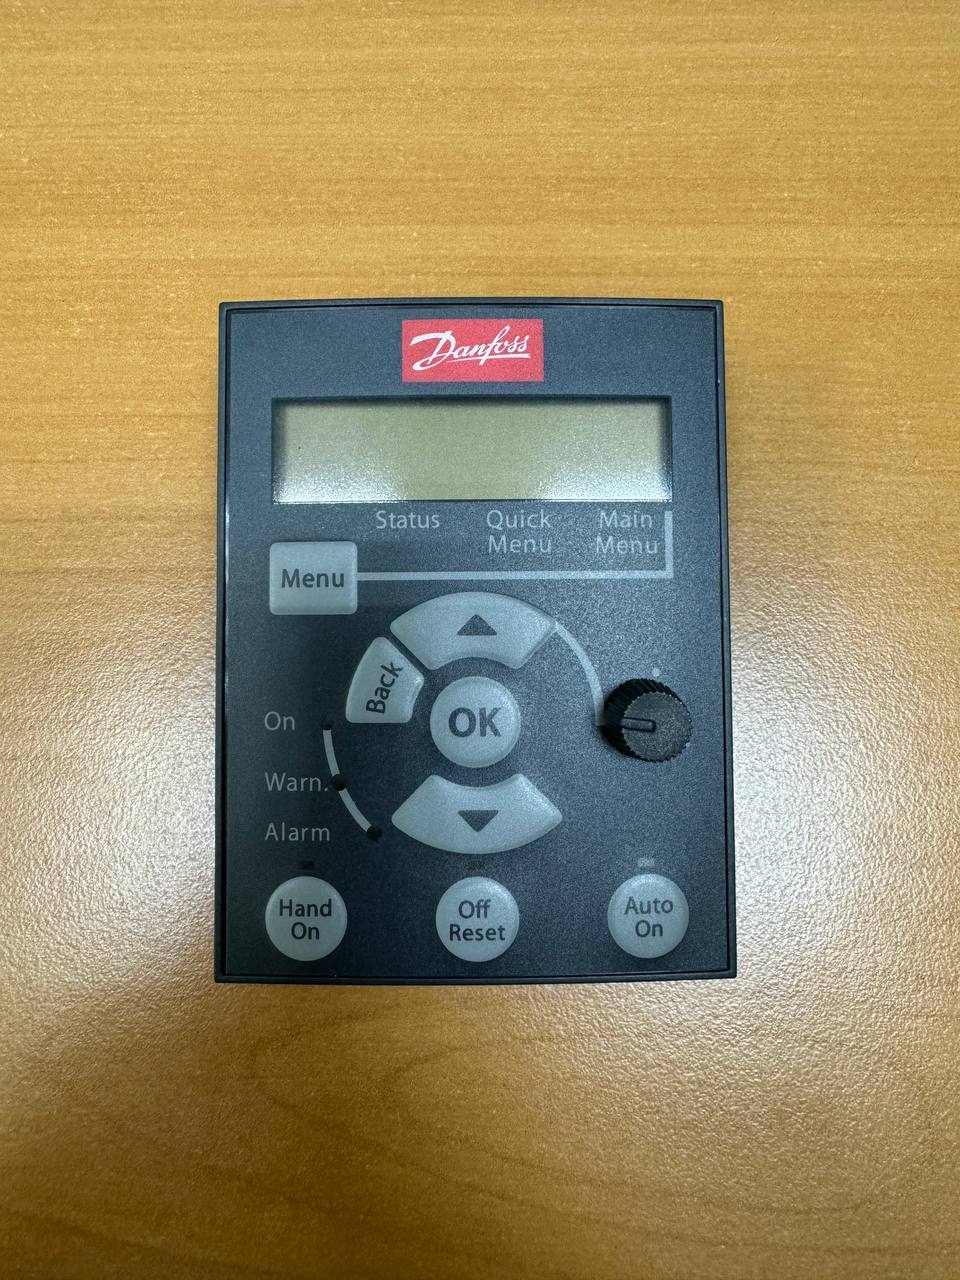 Danfoss
Status
Quick
Menu
Main
Menu
Menu
Back
OK
On
Warn.
Alarm
Hand
On
Off
Reset
Auto
On